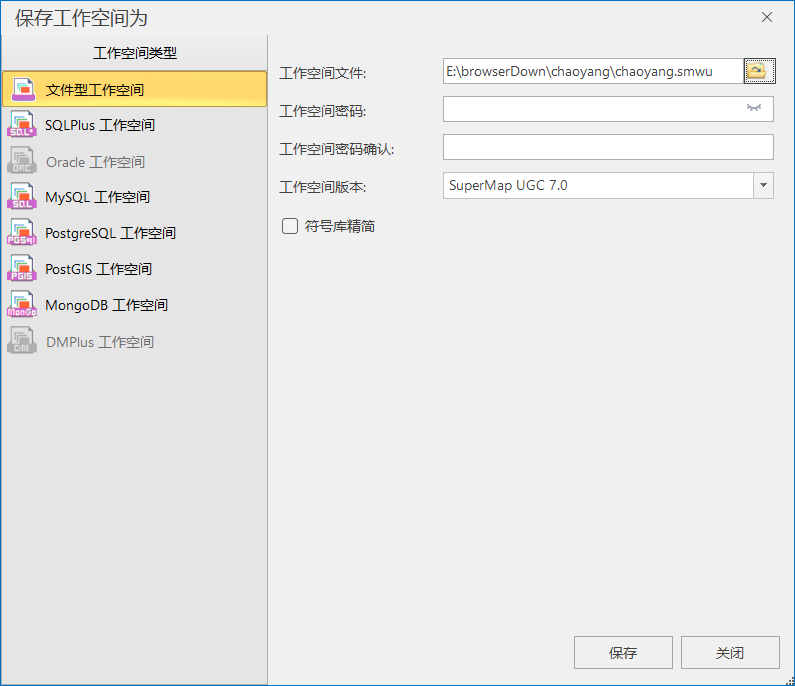 保存工作空间为
工作空间类型
文件型工作空间
SQLPlus 工作空间
Oracle 工作空间
MySQL 工作空间
PostgreSQL 工作空间
PostGIS 工作空间
MongoDB 工作空间
DMPlus 工作空间
工作空间文件: E:\browserDown\chaoyang\chaoyang.smwu
工作空间密码:
工作空间密码确认:
工作空间版本: SuperMap UGC 7.0
符号库精简
保存 关闭